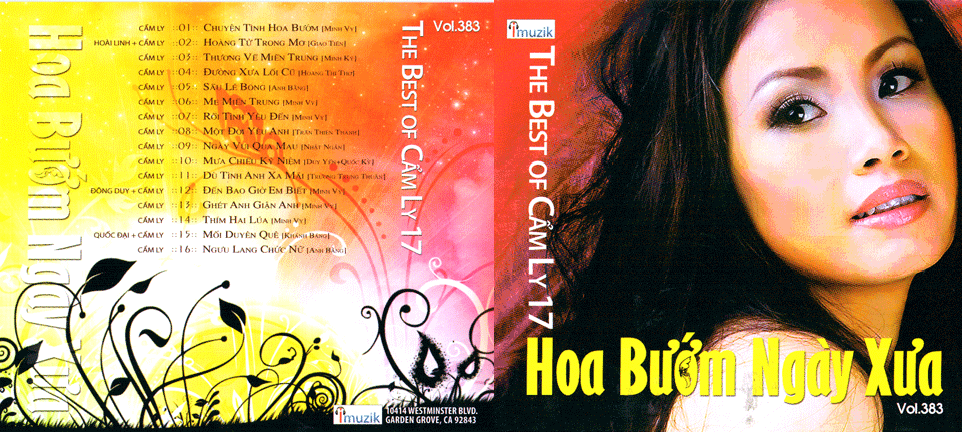 Hoa Bướm Ngày Xưa
CẨM LY ::01:: CHUYỆN TÌNH HOA BƯỚM [MINH VY]
HOÀI LINH + CẨM LY ::02:: HOÀNG TỬ TRONG MƠ [GIAO TIÊN]
CẨM LY ::03:: THƯƠNG VỀ MIỀN TRUNG [MINH KỲ]
CẨM LY ::04:: ĐƯỜNG XƯA LỐI CŨ [HOÀNG THI THƠ]
CẨM LY ::05:: SẦU LẺ BÓNG [ANH BẰNG]
CẨM LY ::06:: MẸ MIỀN TRUNG [MINH VY]
CẨM LY ::07:: RỒI TÌNH YÊU ĐẾN [MINH VY]
CẨM LY ::08:: MỘT ĐỜI YÊU ANH [TRẦN THIỆN THANH]
CẨM LY ::09:: NGÀY VUI QUA MAU [NHẬT NGÂN]
CẨM LY ::10:: MƯA CHIỀU KỶ NIỆM [DUY YÊN+QUỐC KỲ]
CẨM LY ::11:: DÙ TÌNH ANH XA MÃI [TRƯƠNG TRUNG THUẬN]
ĐÔNG DUY + CẨM LY ::12:: ĐẾN BAO GIỜ EM BIẾT [MINH VY]
CẨM LY ::13:: GHÉT ANH GIẬN ANH [MINH VY]
CẨM LY ::14:: THÍM HAI LÚA [MINH VY]
QUỐC ĐẠI + CẨM LY ::15:: MỐI DUYÊN QUÊ [KHÁNH BĂNG]
CẨM LY ::16:: NGƯU LANG CHỨC NỮ [ANH BẰNG]
Vol.383
THE BEST OF CẨM LY 17
imuzik
10414 WESTMINSTER BLVD.
GARDEN GROVE, CA 92843
imuzik
THE BEST OF CẨM LY 17
Hoa Bướm Ngày Xưa
Vol.383